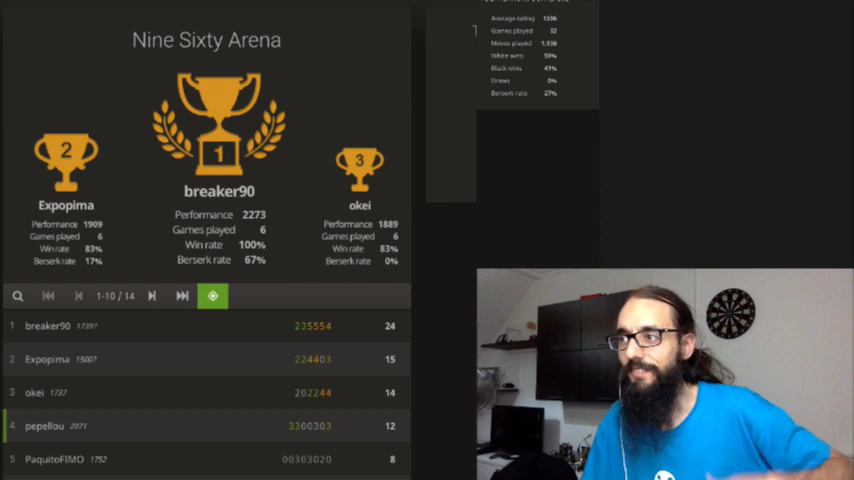 Nine Sixty Arena
2
1
3
Expopima
Performance 1909
Games played 6
Win rate 83%
Berserk rate 17%
breaker90
Performance 2273
Games played 6
Win rate 100%
Berserk rate 67%
okei
Performance 1889
Games played 6
Win rate 83%
Berserk rate 0%
1-10 / 14
1 breaker90 1739? 235554 24
2 Expopima 1500? 224403 15
3 okei 1737 202244 14
4 pepellou 2071 3300303 12
5 PaquitoFIMO 1752 00303020 8
Average rating 1596
Games played 32
Moves played 1,936
White wins 59%
Black wins 41%
Draws 0%
Berserk rate 27%